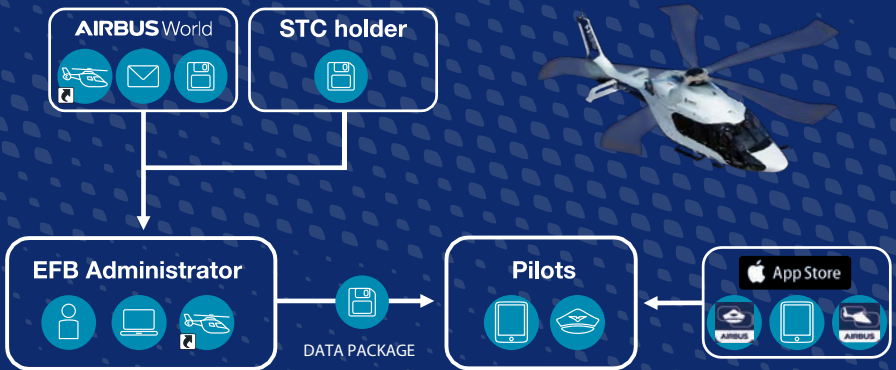 AIRBUS World
STC holder
EFB Administrator
DATA PACKAGE
Pilots
App Store
AIRBUS
AIRBUS